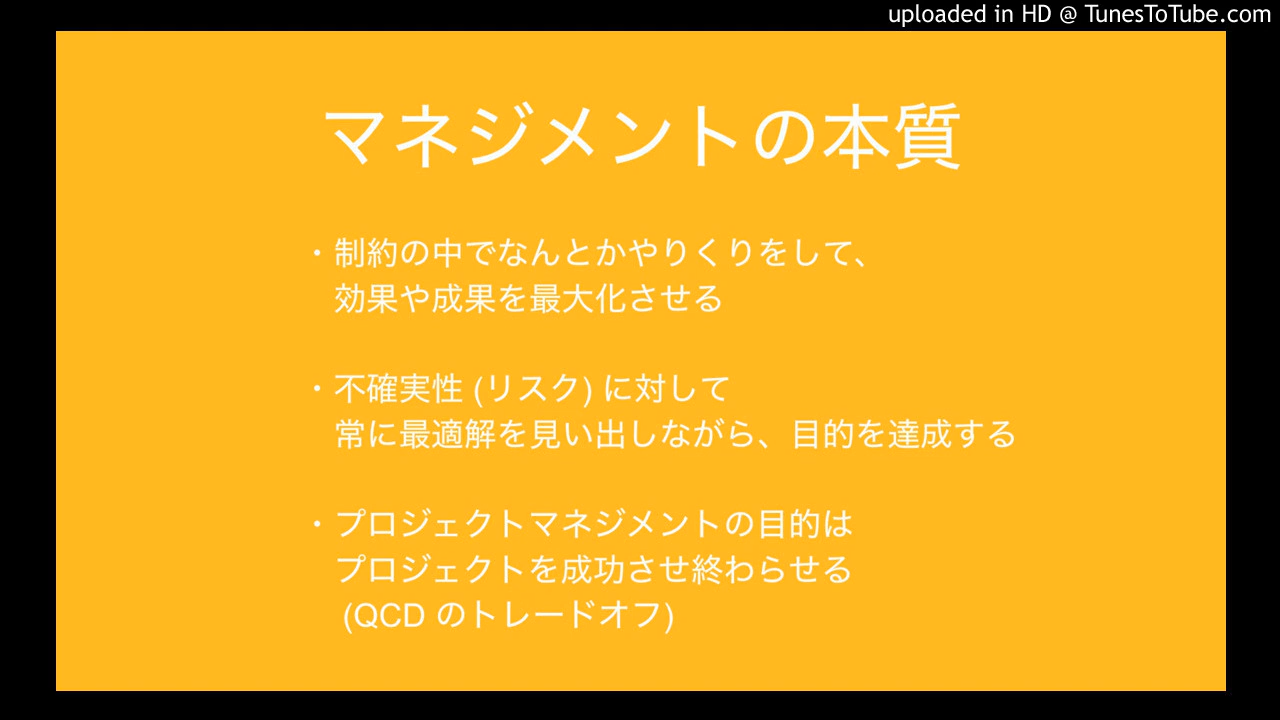 uploaded in HD @ TunesToTube.com
マネジメントの本質
・制約の中でなんとかやりくりをして、
効果や成果を最大化させる
・不確実性 (リスク) に対して
常に最適解を見い出しながら、目的を達成する
・プロジェクトマネジメントの目的は
プロジェクトを成功させ終わらせる
(QCD のトレードオフ)